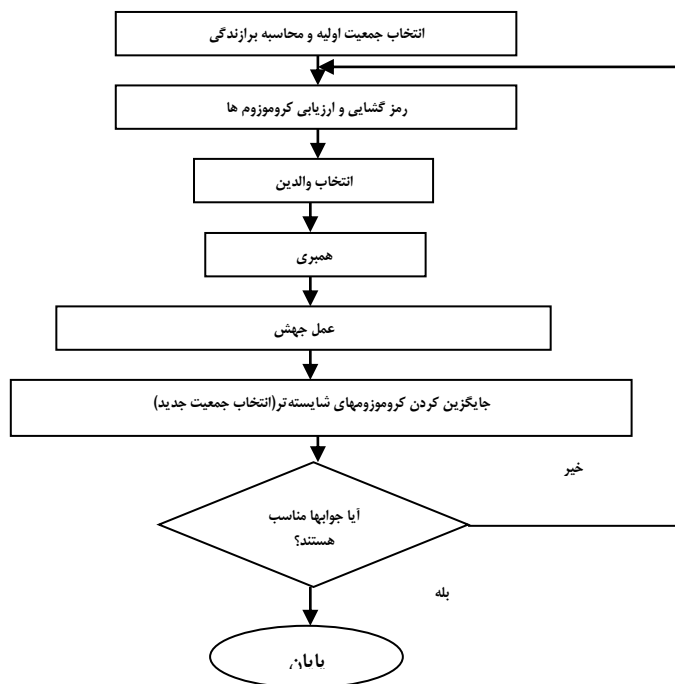 انتخاب جمعیت اولیه و محاسبه برازندگی
رمز گشایی و ارزیابی کروموزوم ها
انتخاب والدین
همبری
عمل جهش
جایگزین کردن کروموزومهای شایسته‌تر(انتخاب جمعیت جدید)
خیر
آیا جوابها مناسب
هستند؟
بله
پایان